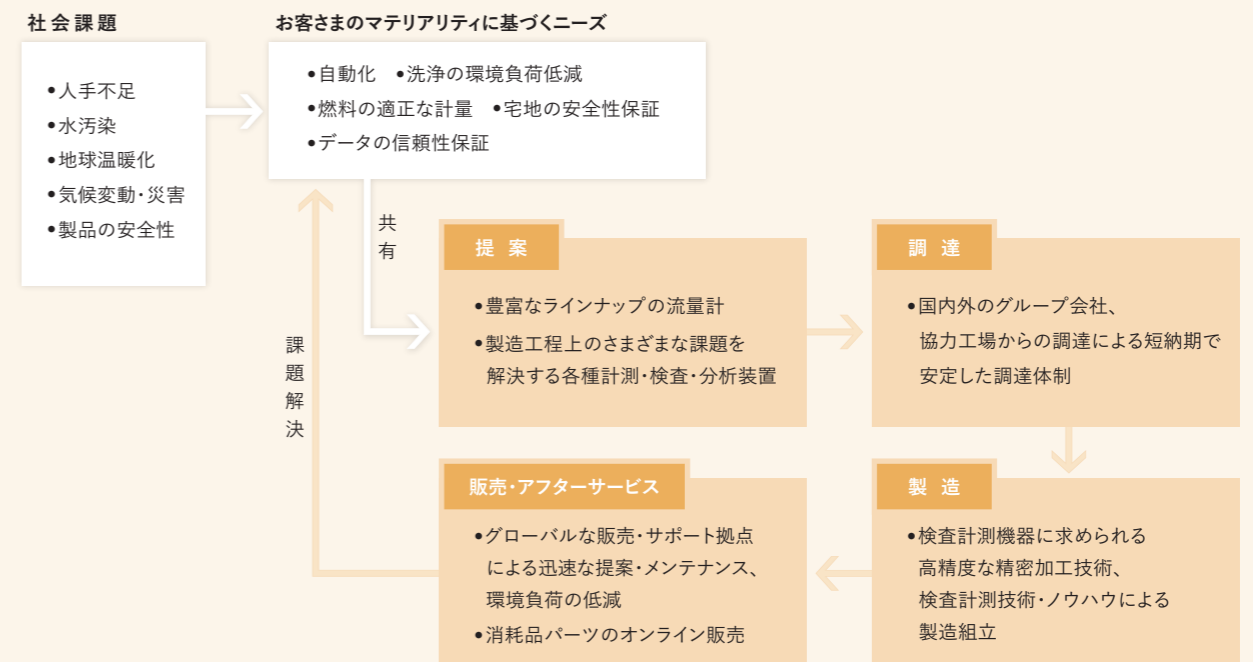 社会課題
•人手不足
•水汚染
•地球温暖化
•気候変動・災害
•製品の安全性
お客さまのマテリアリティに基づくニーズ
•自動化 •洗浄の環境負荷低減
•燃料の適正な計量 •宅地の安全性保証
•データの信頼性保証
共有
提案
•豊富なラインナップの流量計
•製造工程上のさまざまな課題を
解決する各種計測・検査・分析装置
調達
•国内外のグループ会社、
協力工場からの調達による短納期で
安定した調達体制
製造
•検査計測機器に求められる
高精度な精密加工技術、
検査計測技術・ノウハウによる
製造組立
販売・アフターサービス
•グローバルな販売・サポート拠点
による迅速な提案・メンテナンス、
環境負荷の低減
•消耗品パーツのオンライン販売
課題解決